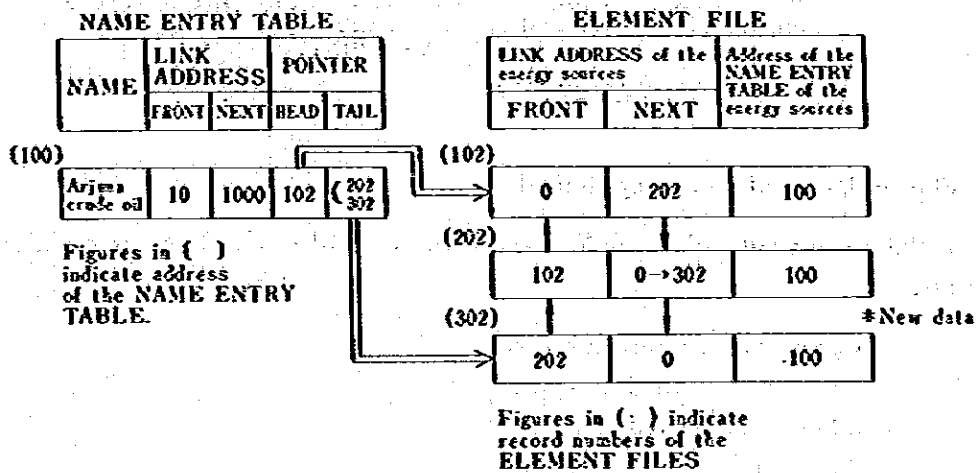 NAME ENTRY TABLE
NAME
LINK ADDRESS
POINTER
FRONT NEXT HEAD TAIL
(100)
Arjuna crude oil 10 1000 102 { 202 302
Figures in ( )
indicate address
of the NAME ENTRY
TABLE.
ELEMENT FILE
LINK ADDRESS of the
energy sources
FRONT NEXT
Address of the
NAME ENTRY
TABLE of the
energy sources
(102)
0 202 100
(202)
102 0→302 100
(302)
*New data
202 0 100
Figures in ( ) indicate
record numbers of the
ELEMENT FILES